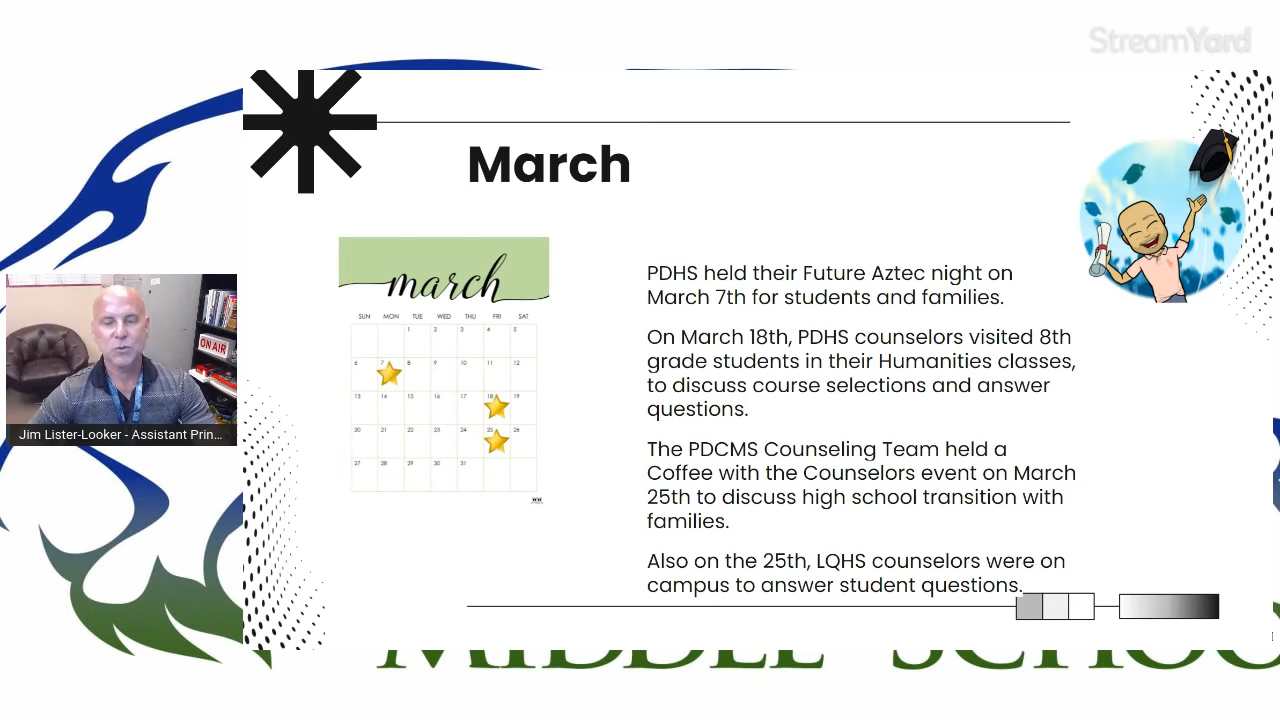 StreamYard
March
march
SUN MON TUE WED THU FRI SAT
1 2 3 4 5
6 7 8 9 10 11 12
13 14 15 16 17 18 19
20 21 22 23 24 25 26
27 28 29 30 31
PDHS held their Future Aztec night on
March 7th for students and families.
On March 18th, PDHS counselors visited 8th
grade students in their Humanities classes,
to discuss course selections and answer
questions.
The PDCMS Counseling Team held a
Coffee with the Counselors event on March
25th to discuss high school transition with
families.
Also on the 25th, LQHS counselors were on
campus to answer student questions.
ON AIR
Jim Lister-Looker - Assistant Prin...
MIDDLE SCHOO